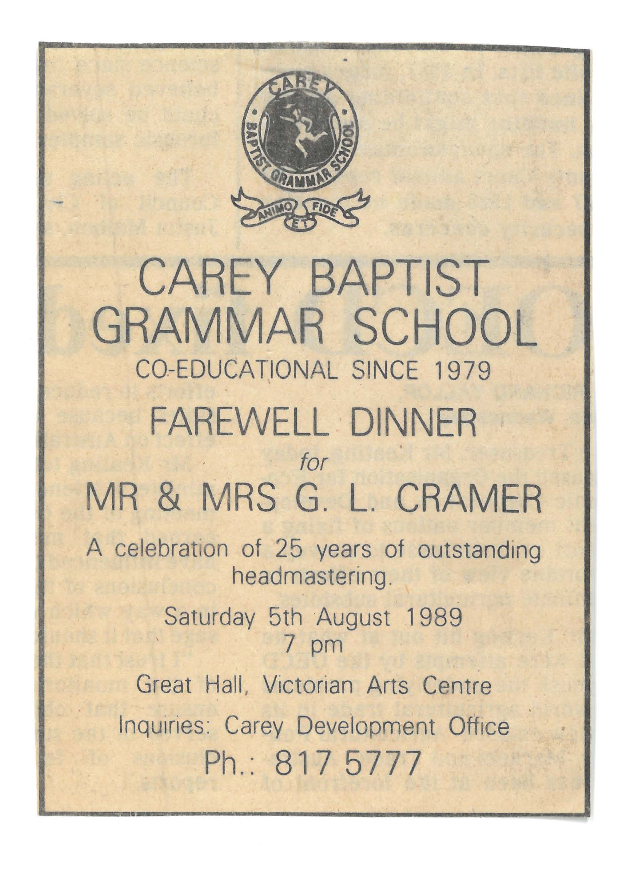 CAREY
BAPTIST GRAMMAR SCHOOL
ANIMO ET FIDE
CAREY BAPTIST
GRAMMAR SCHOOL
CO-EDUCATIONAL SINCE 1979
FAREWELL DINNER
for
MR & MRS G. L. CRAMER
A celebration of 25 years of outstanding
headmastering.
Saturday 5th August 1989
7 pm
Great Hall, Victorian Arts Centre
Inquiries: Carey Development Office
Ph.: 817 5777